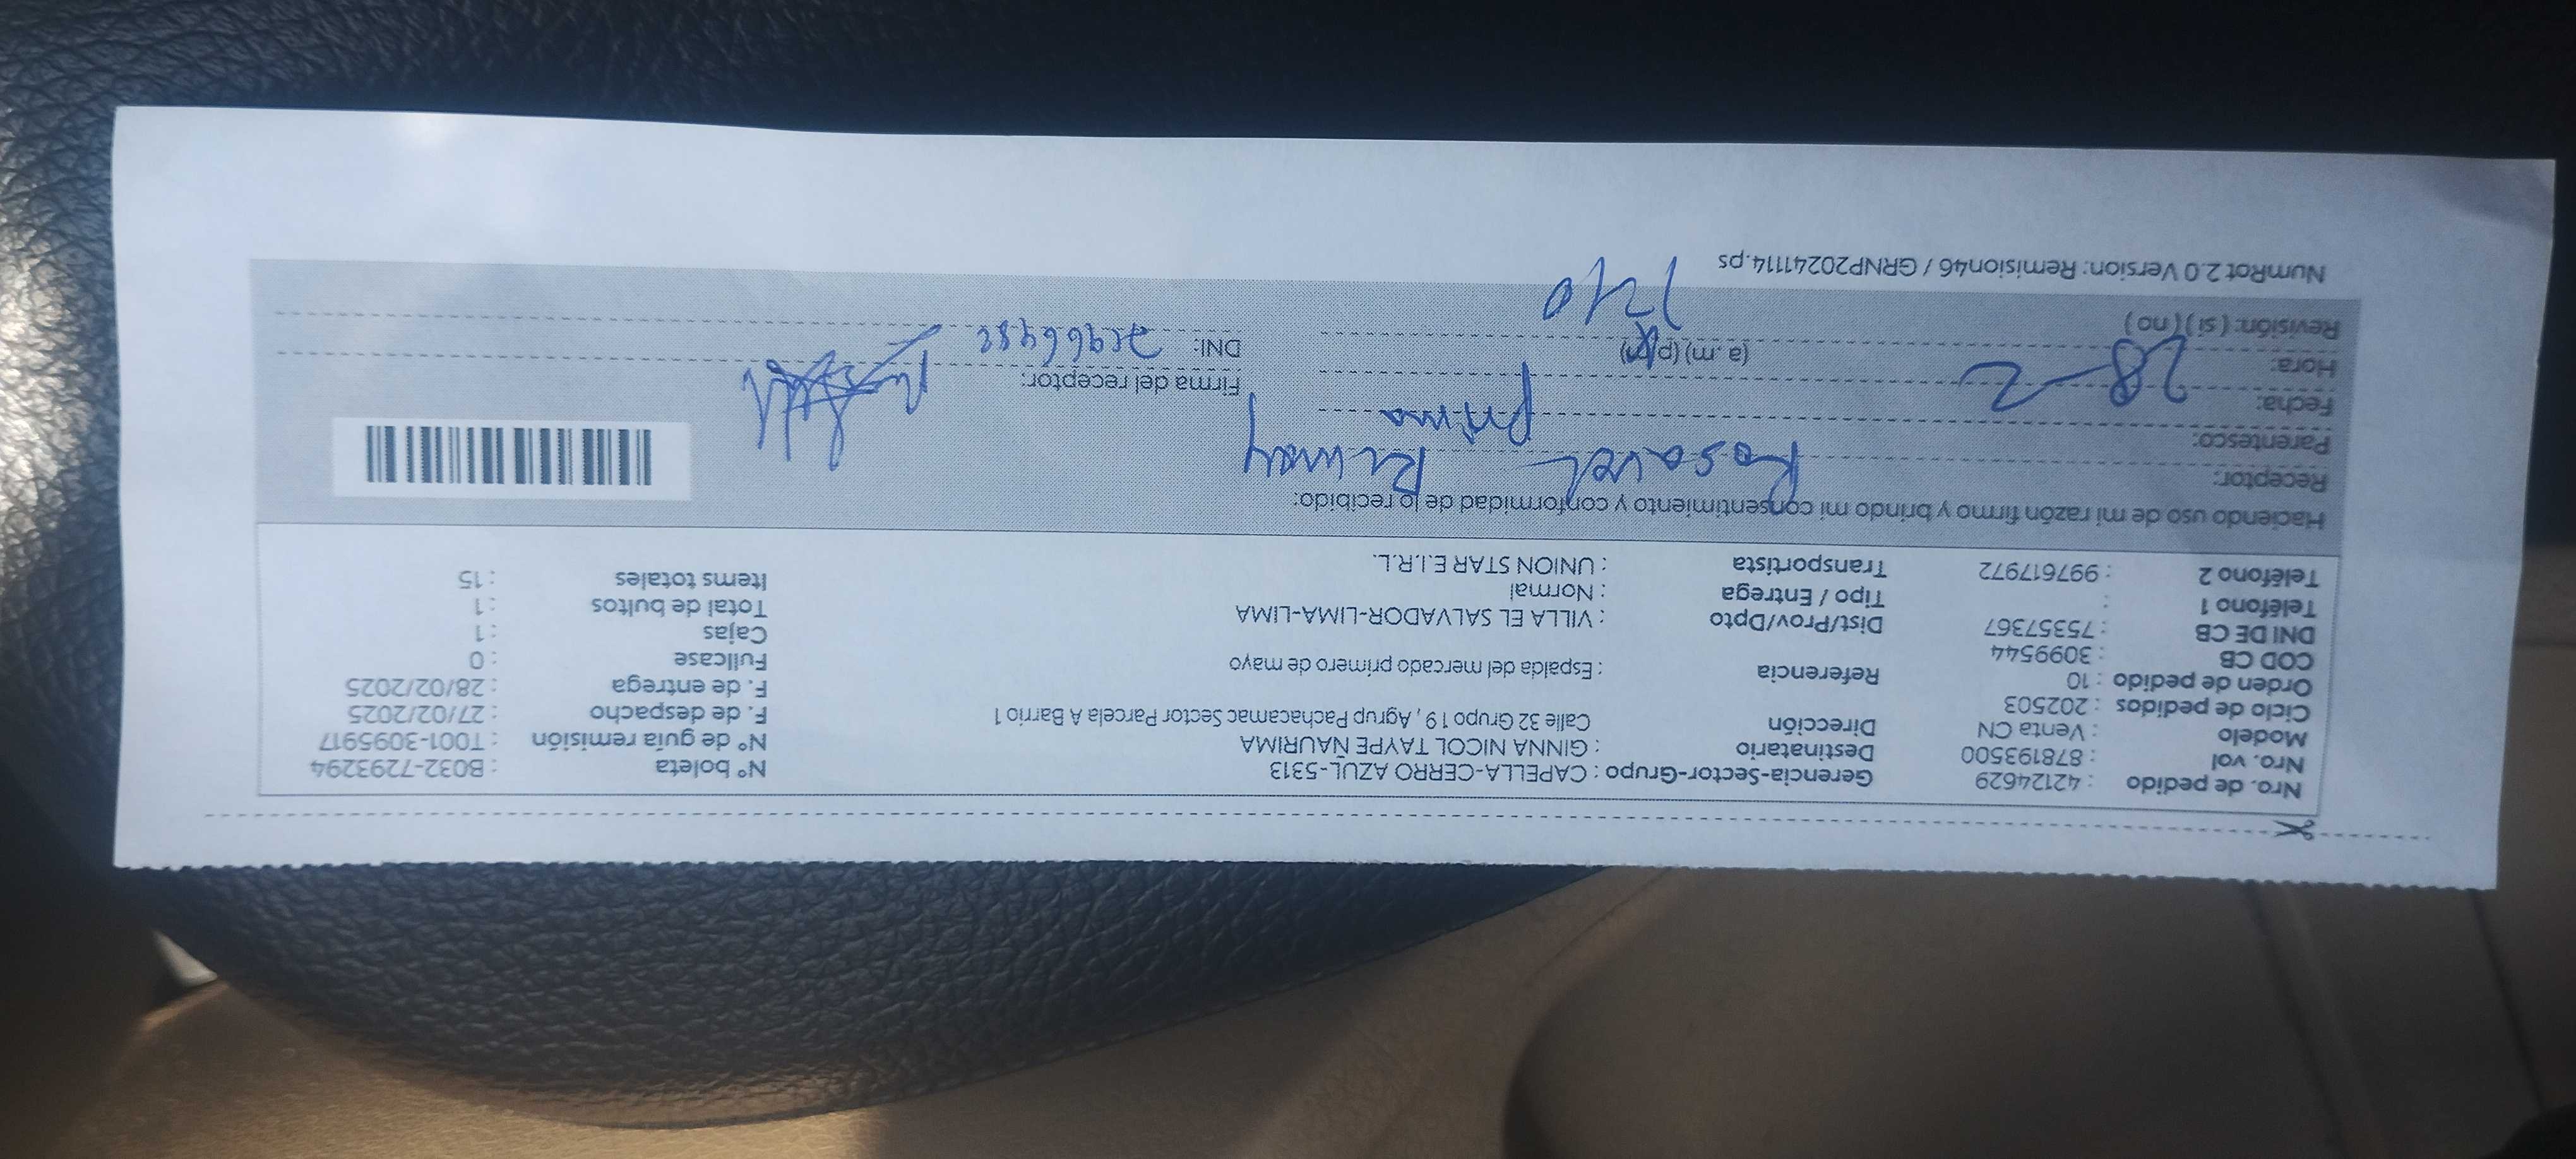 Nro. de pedido : 42124629 Gerencia-Sector-Grupo : CAPELLA-CERRO AZUL-5313 Nº boleta : B032-7293294
Nro. vol : 878193500 Destinatario : GINNA NICOL TAYPE ÑAURIMA Nº de guía remisión : T001-3095917
Modelo : Venta CN Dirección Calle 32 Grupo 19 , Agrup Pachacamac Sector Parcela A Barrio 1 F. de despacho : 27/02/2025
Ciclo de pedidos : 202503 F. de entrega : 28/02/2025
Orden de pedido : 10 Referencia : Espalda del mercado primero de mayo Fullcase : 0
COD CB : 3099544 Cajas : 1
DNI DE CB : 75357367 Dist/Prov/Dpto : VILLA EL SALVADOR-LIMA-LIMA Total de bultos : 1
Teléfono 1 : Tipo / Entrega : Normal Items totales : 15
Teléfono 2 : 997617972 Transportista : UNION STAR E.I.R.L.
Haciendo uso de mi razón firmo y brindo mi consentimiento y conformidad de lo recibido:
Receptor: Rosavel
Parentesco: prima
Fecha: 28-2 Firma del receptor:
Hora: (a.m) (p.m) DNI:
Revisión: ( si ) ( no ) 1210
NumRot 2.0 Version: Remision46 / GRNP20241114.ps